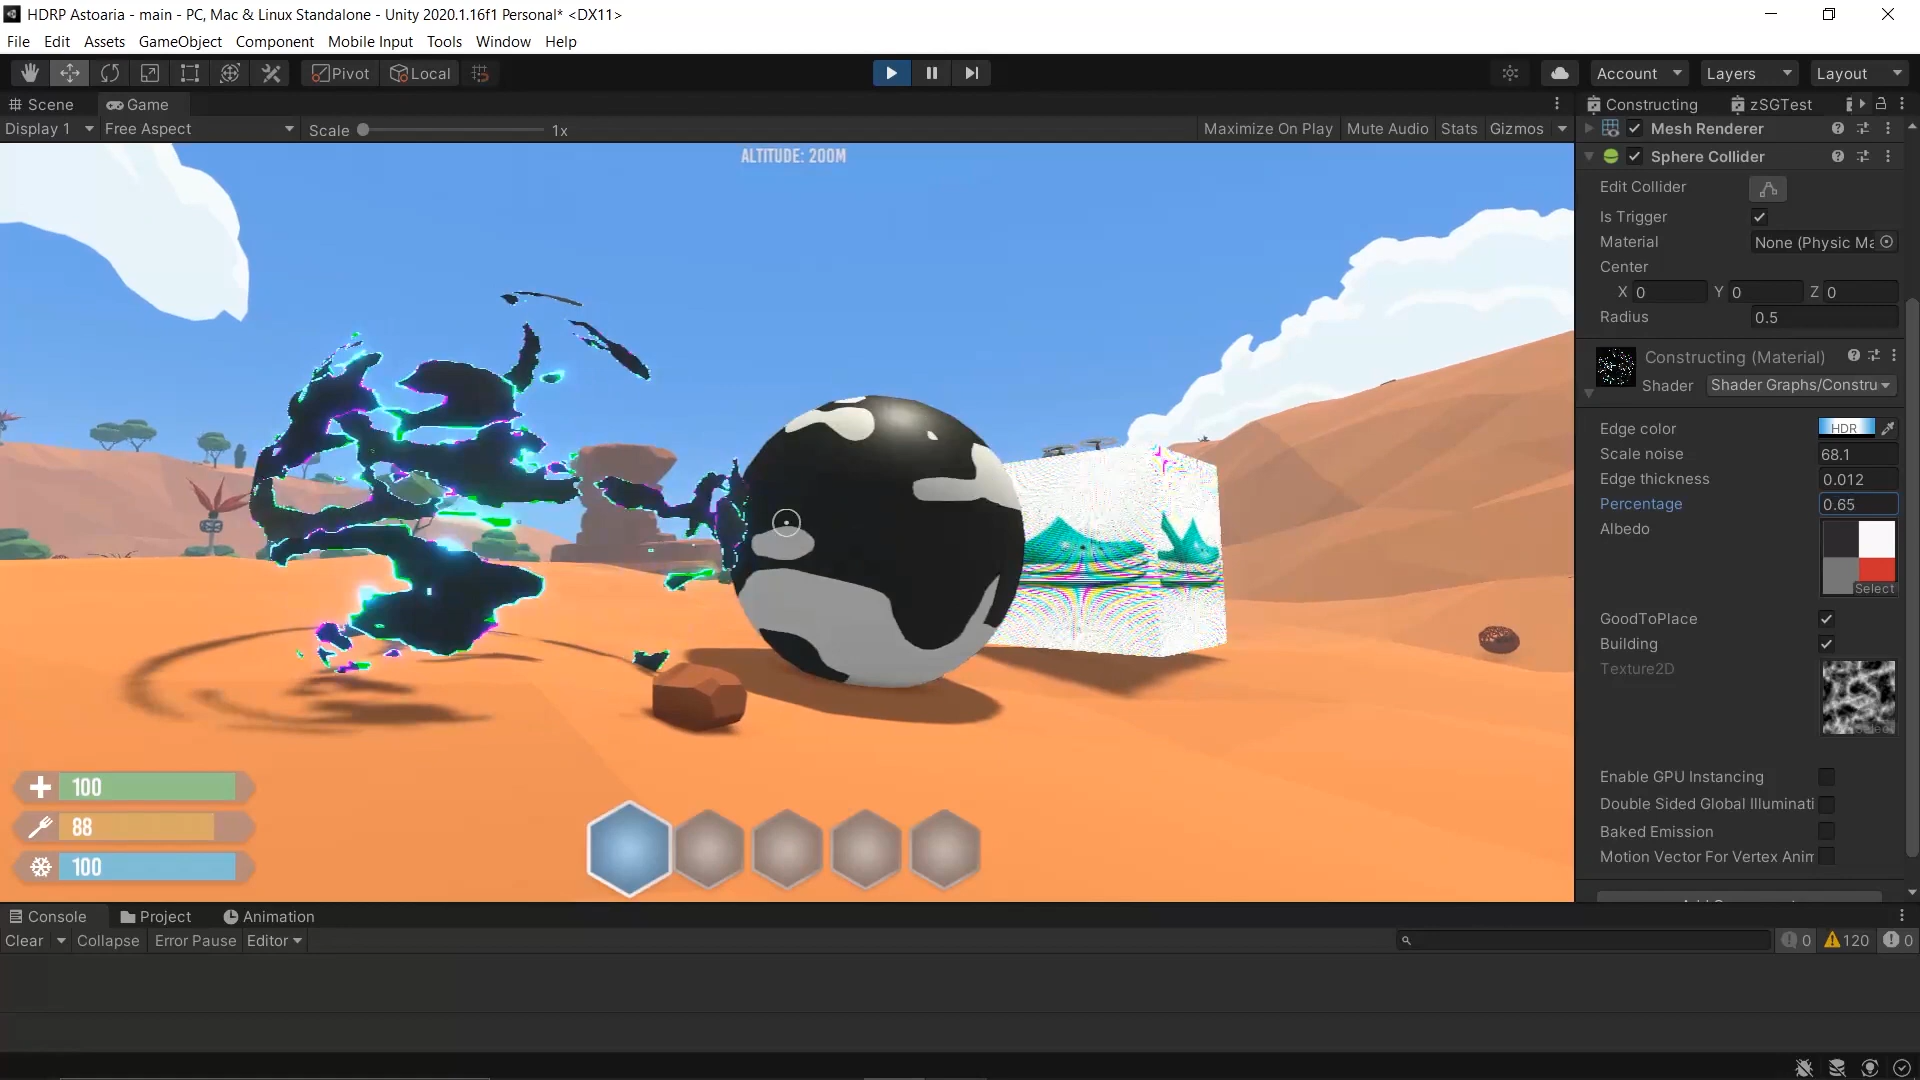 HDRP Astoaria - main - PC, Mac & Linux Standalone - Unity 2020.1.16f1 Personal* <DX11>
File Edit Assets GameObject Component Mobile Input Tools Window Help
Pivot Local Account Layers Layout
Scene Game Constructing zSGTest
Display 1 Free Aspect Scale 1x Maximize On Play Mute Audio Stats Gizmos
Mesh Renderer
ALTITUDE: 200M
Sphere Collider
Edit Collider
Is Trigger
Material None (Physic Ma
Center
X 0 Y 0 Z 0
Radius 0.5
Constructing (Material)
Shader Shader Graphs/Constru
Edge color HDR
Scale noise 68.1
Edge thickness 0.012
Percentage 0.65
Albedo
Select
GoodToPlace
Building
Texture2D
Select
Enable GPU Instancing
Double Sided Global Illuminati
Baked Emission
Motion Vector For Vertex Anim
100
88
100
Console Project Animation
Clear Collapse Error Pause Editor 0 120 0